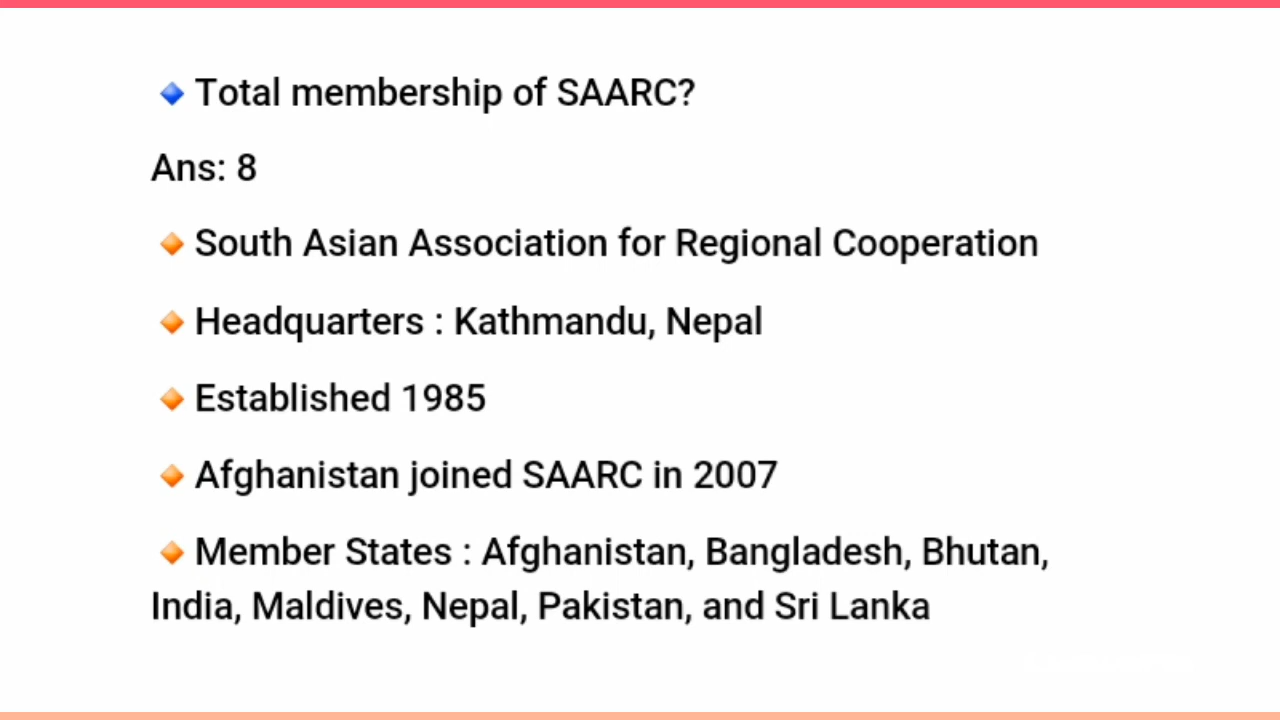 🔹Total membership of SAARC?
Ans: 8
🔸South Asian Association for Regional Cooperation
🔸Headquarters : Kathmandu, Nepal
🔸Established 1985
🔸Afghanistan joined SAARC in 2007
🔸Member States : Afghanistan, Bangladesh, Bhutan,
India, Maldives, Nepal, Pakistan, and Sri Lanka